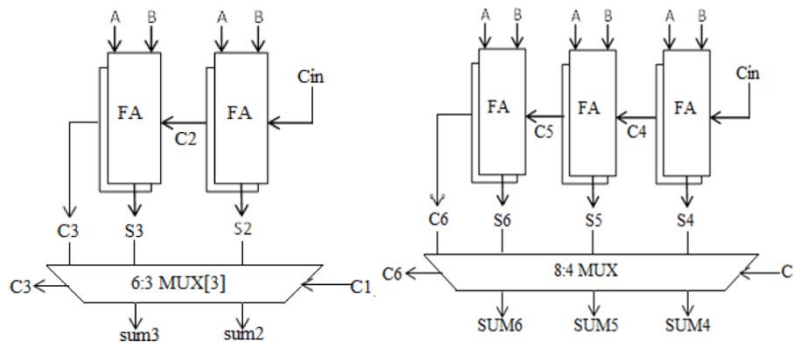 A B A B
FA FA Cin
C2
C3 S3 S2
6:3 MUX[3]
C3 C1
sum3 sum2
A B A B A B
FA FA FA Cin
C5 C4
C6 S6 S5 S4
8:4 MUX
C6 C
SUM6 SUM5 SUM4